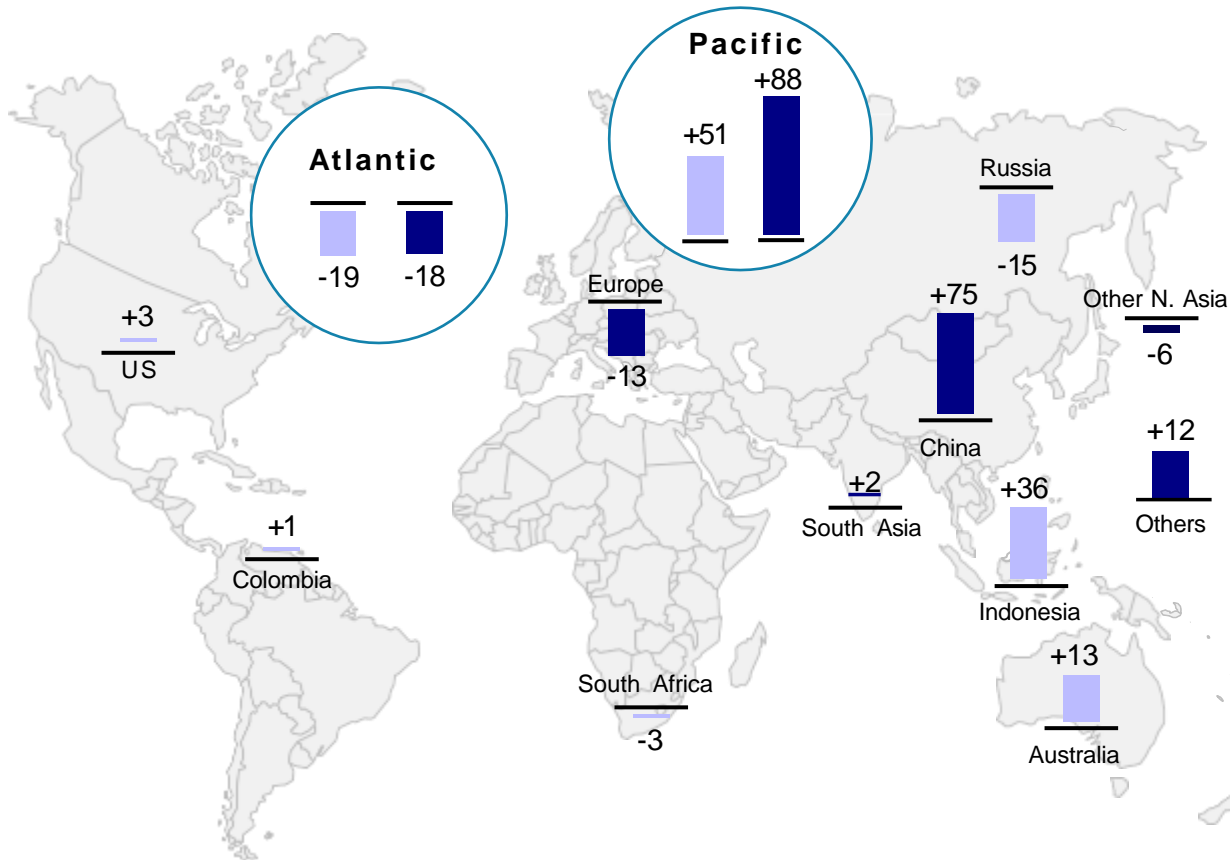 Pacific
+88
+51
Atlantic
-19
-18
Russia
-15
Europe
-13
+75
China
Other N. Asia
-6
+3
US
+12
Others
+2
South Asia
+36
Indonesia
+1
Colombia
South Africa
-3
+13
Australia